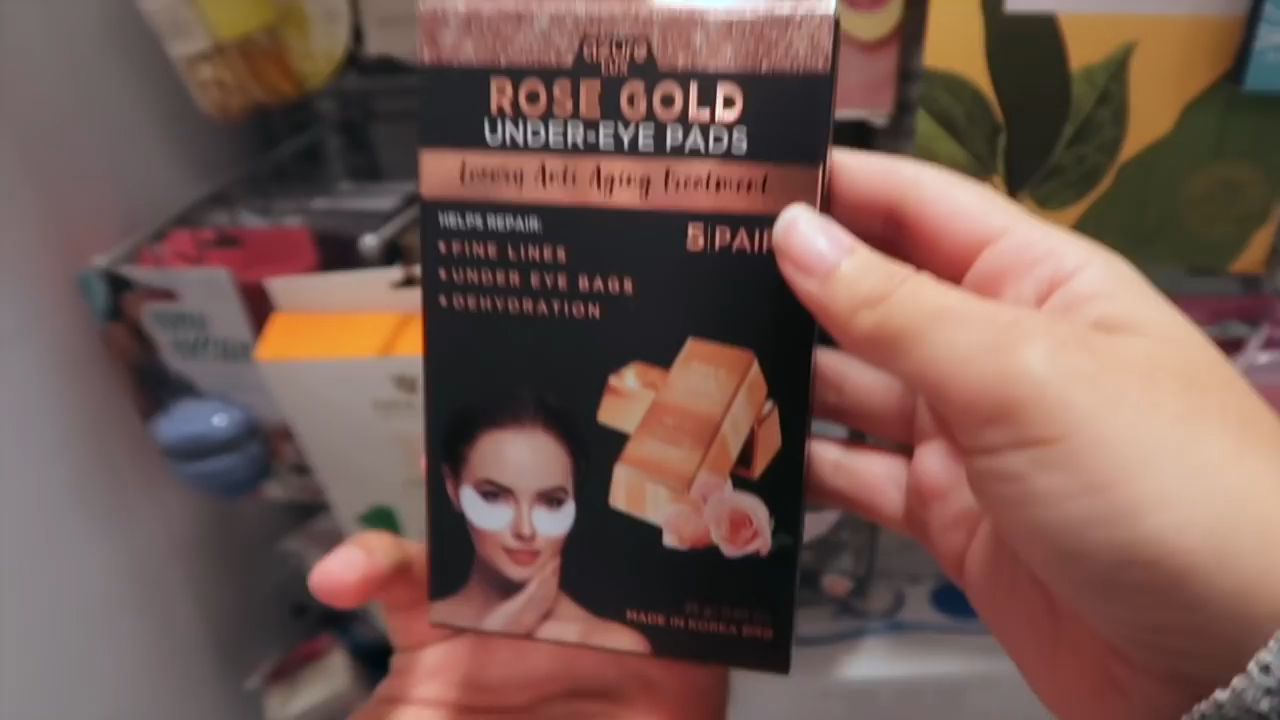 ROSE GOLD
UNDER-EYE PADS
Luxury Anti Aging Treatment
HELPS REPAIR:
5 PAIR
FINE LINES
UNDER EYE BAGS
DEHYDRATION
MADE IN KOREA